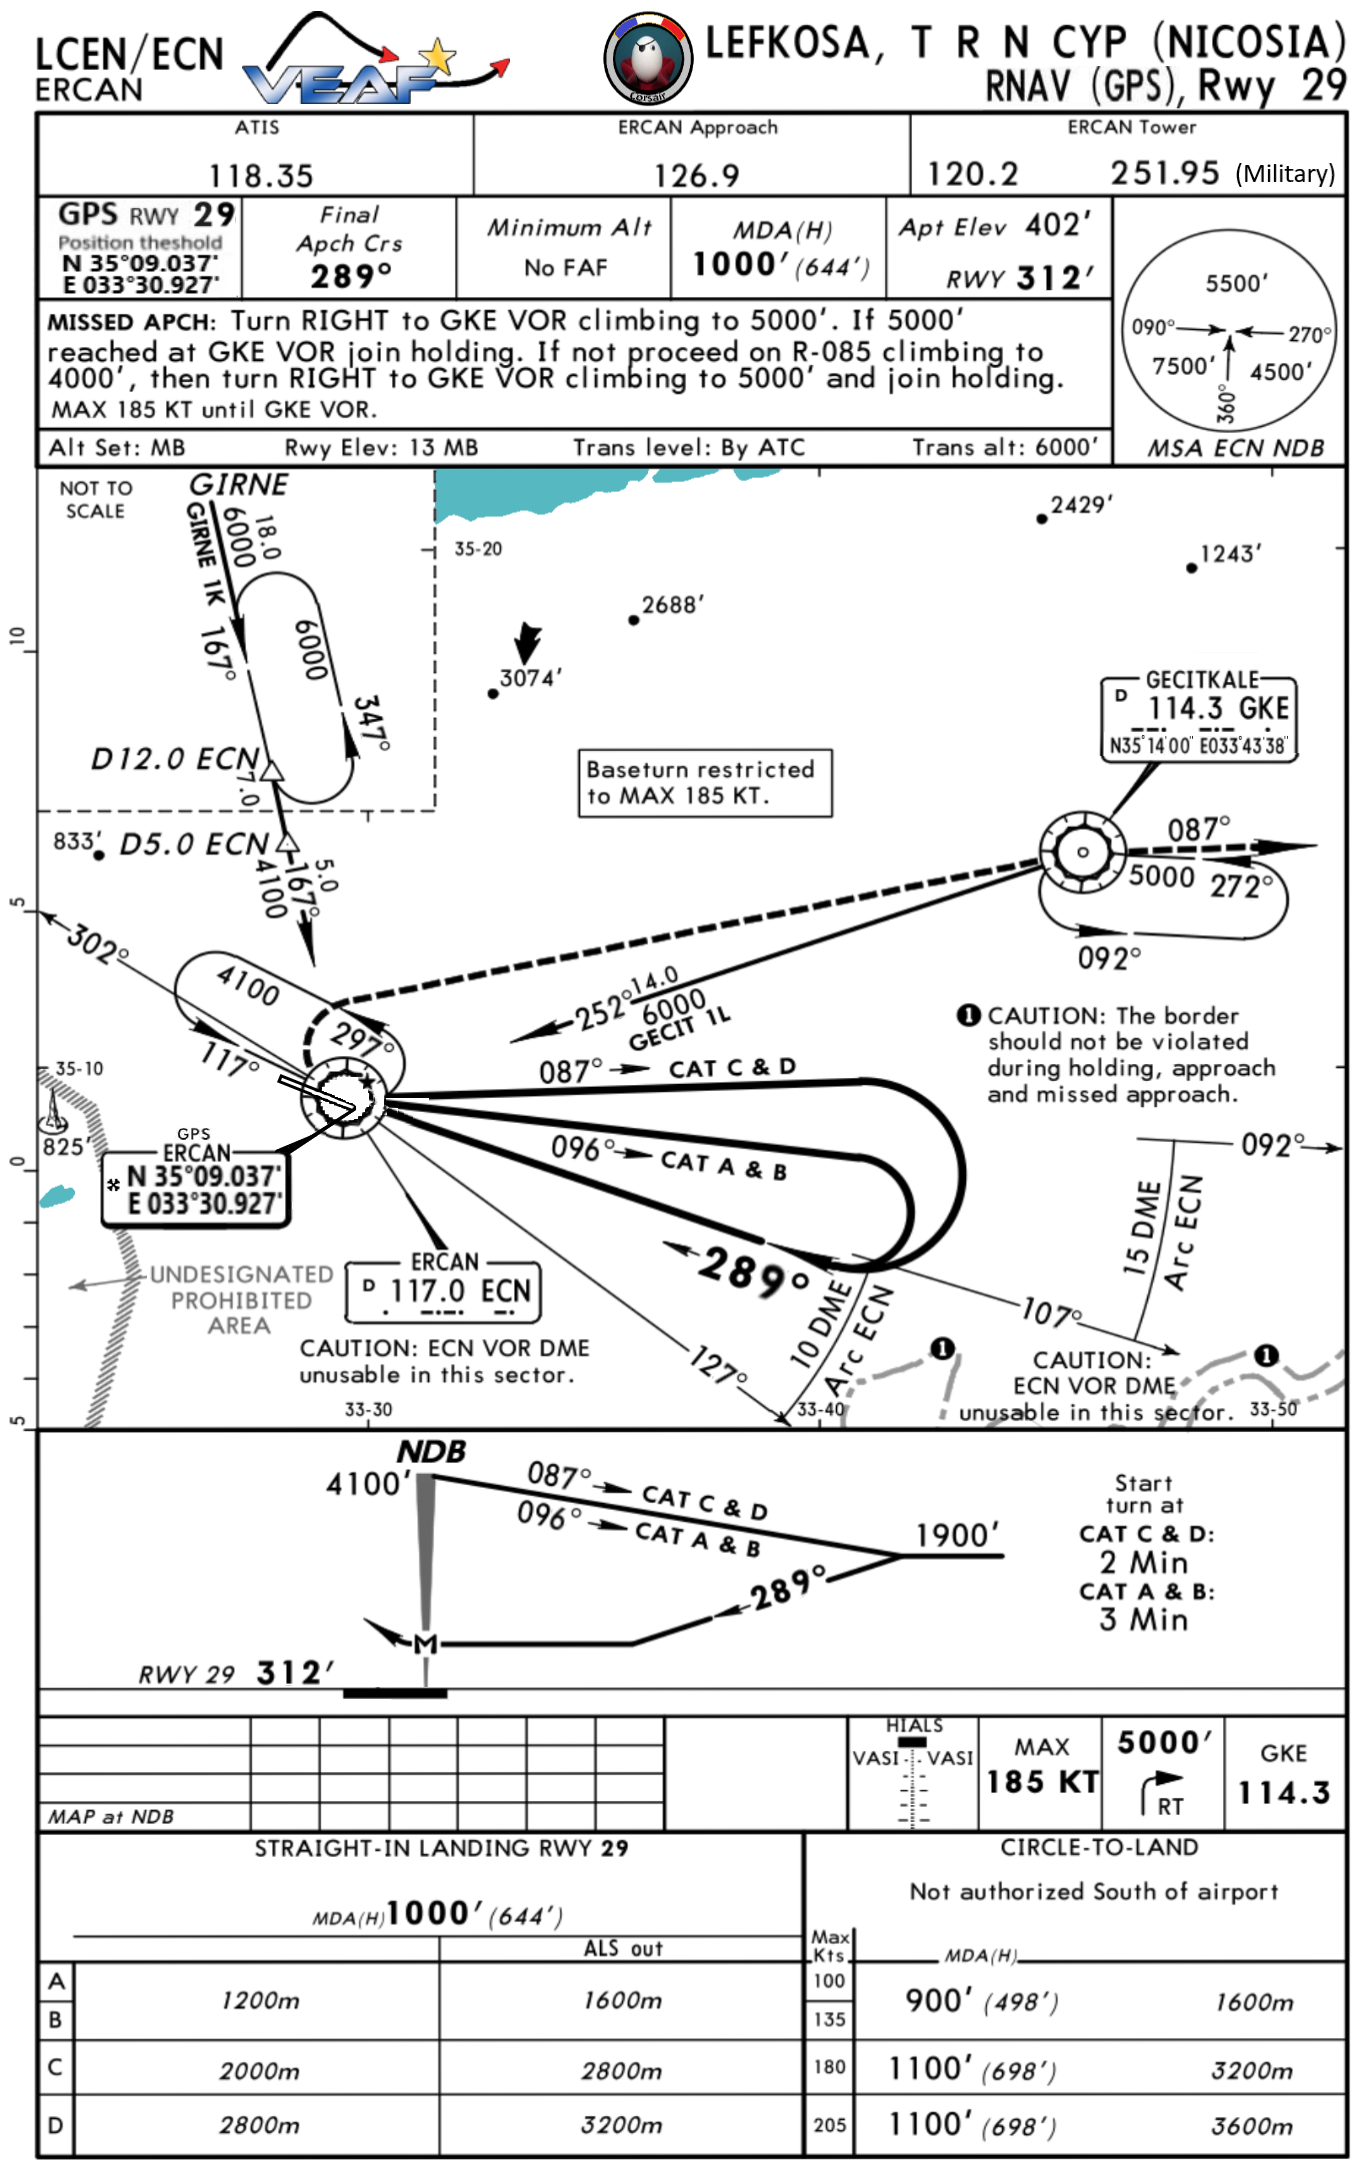 LCEN/ECN
ERCAN
VEAF
Corsair
LEFKOSA, T R N CYP (NICOSIA)
RNAV (GPS), Rwy 29
ATIS
118.35
ERCAN Approach
126.9
ERCAN Tower
120.2 251.95 (Military)
GPS RWY 29
Position theshold
N 35°09.037'
E 033°30.927'
Final
Apch Crs
289°
Minimum Alt
No FAF
MDA(H)
1000' (644')
Apt Elev 402'
RWY 312'
5500'
090°
270°
7500'
4500'
360°
MSA ECN NDB
MISSED APCH: Turn RIGHT to GKE VOR climbing to 5000'. If 5000'
reached at GKE VOR join holding. If not proceed on R-085 climbing to
4000', then turn RIGHT to GKE VOR climbing to 5000' and join holding.
MAX 185 KT until GKE VOR.
Alt Set: MB Rwy Elev: 13 MB Trans level: By ATC Trans alt: 6000'
NOT TO
SCALE
GIRNE
GIRNE 1K
6000
18.0
167°
6000
347°
D12.0 ECN
7.0
D5.0 ECN
4100
167°
5.0
833'
35-20
2429'
1243'
2688'
3074'
10
5
0
5
GECITKALE
D 114.3 GKE
N35°14'00" E033°43'38"
Baseturn restricted
to MAX 185 KT.
087°
5000 272°
092°
302°
4100
297°
117°
252° 14.0
6000
GECIT 1L
1 CAUTION: The border
should not be violated
during holding, approach
and missed approach.
35-10
825'
087° CAT C & D
096° CAT A & B
GPS
ERCAN
N 35°09.037'
E 033°30.927'
092°
15 DME
Arc ECN
289°
UNDESIGNATED
PROHIBITED
AREA
ERCAN
D 117.0 ECN
CAUTION: ECN VOR DME
unusable in this sector.
127°
10 DME
Arc ECN
107°
1
1
CAUTION:
ECN VOR DME
unusable in this sector.
33-30
33-40
33-50
NDB
4100'
087° CAT C & D
096° CAT A & B
1900'
289°
M
RWY 29 312'
Start
turn at
CAT C & D:
2 Min
CAT A & B:
3 Min
MAP at NDB
HIALS
VASI VASI
MAX
185 KT
5000'
RT
GKE
114.3
STRAIGHT-IN LANDING RWY 29
MDA(H) 1000' (644')
ALS out
A
B
1200m 1600m
C 2000m 2800m
D 2800m 3200m
CIRCLE-TO-LAND
Not authorized South of airport
Max
Kts
MDA(H)
100
135
900' (498') 1600m
180 1100' (698') 3200m
205 1100' (698') 3600m